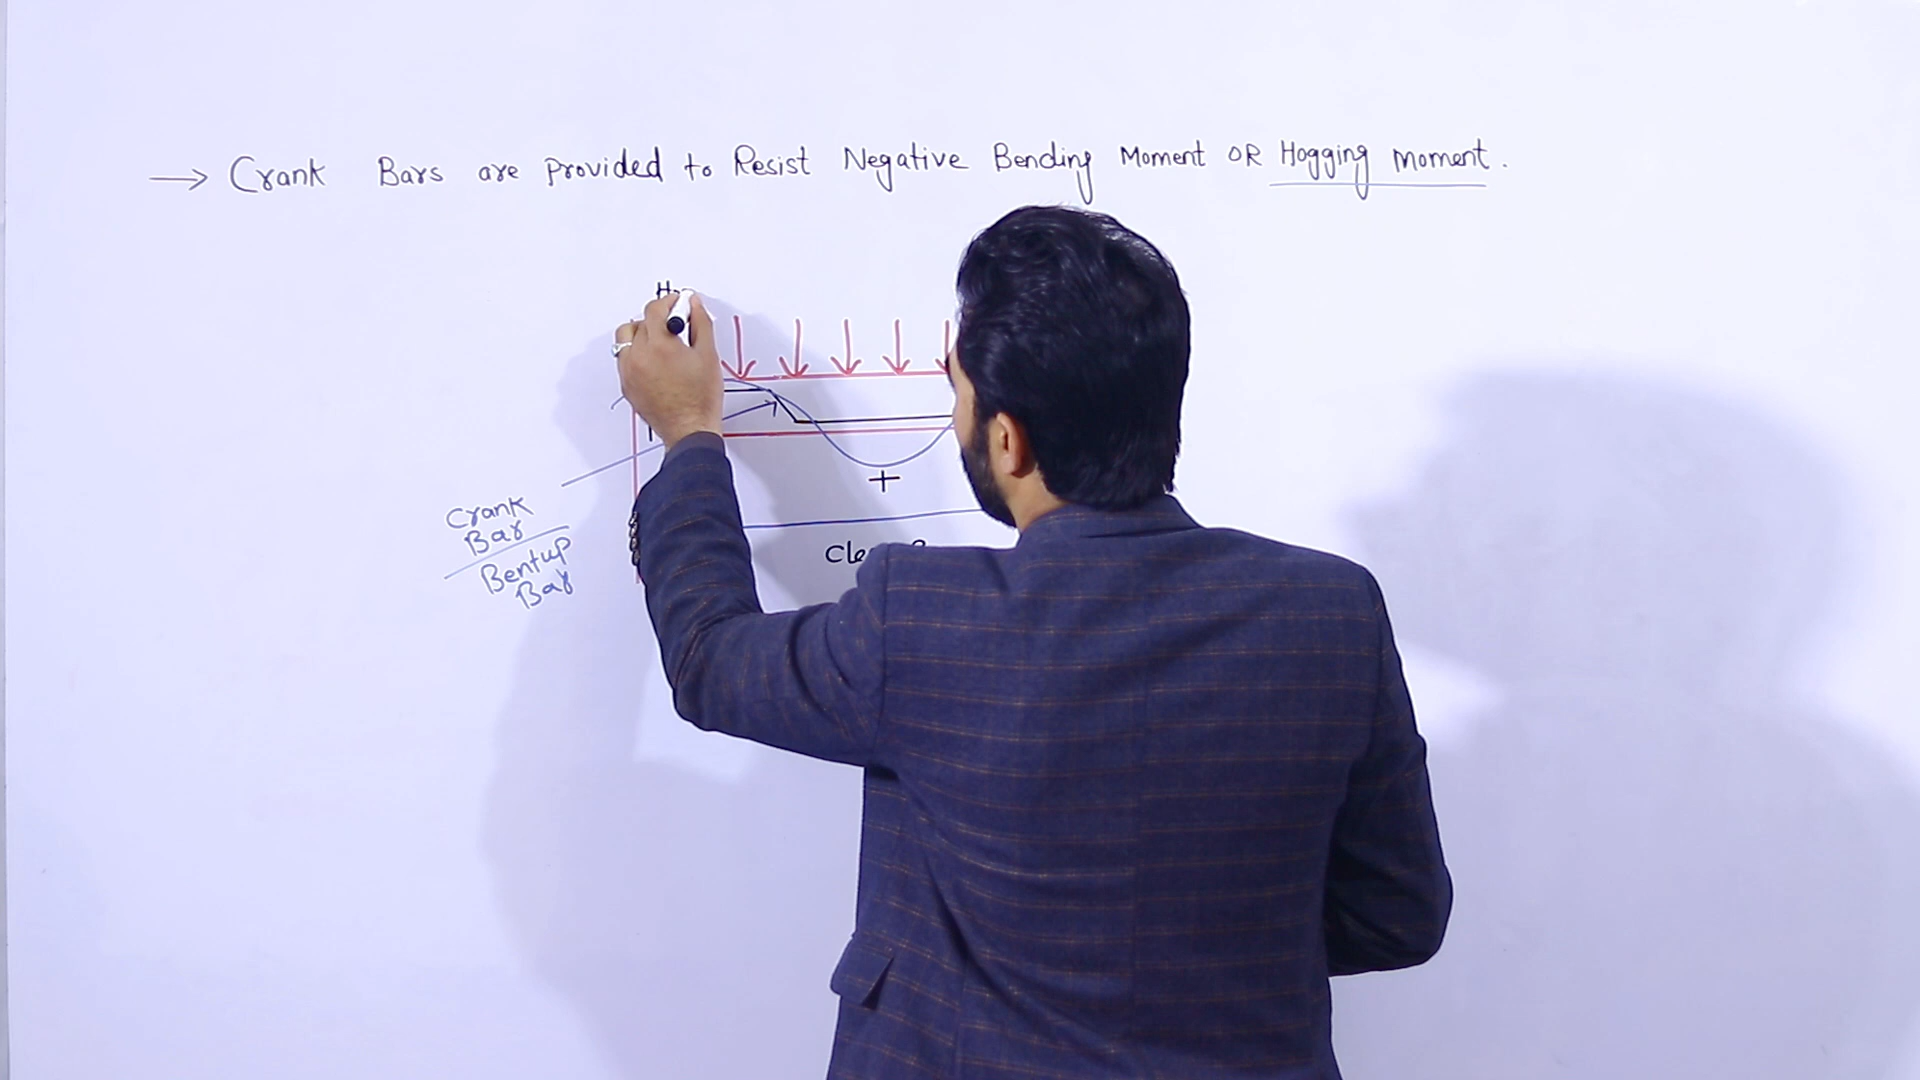 → Crank Bars are provided to Resist Negative Bending Moment OR Hogging moment.
+
Crank
Bar
Bentup
Bar